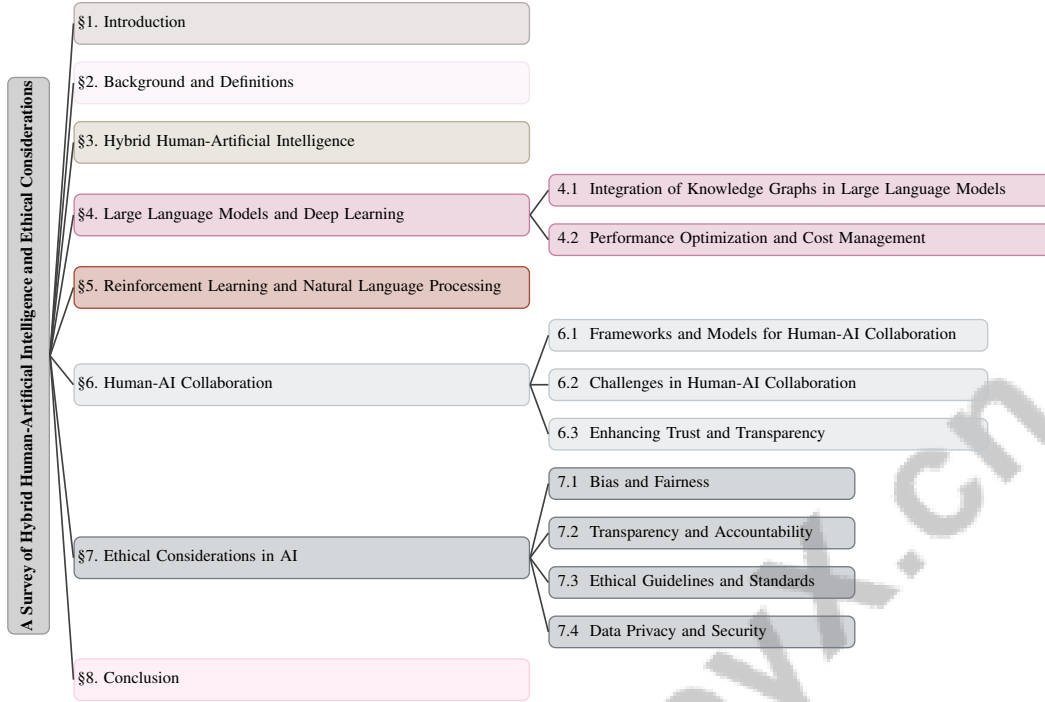 A Survey of Hybrid Human-Artificial Intelligence and Ethical Considerations
§1. Introduction
§2. Background and Definitions
§3. Hybrid Human-Artificial Intelligence
§4. Large Language Models and Deep Learning
4.1 Integration of Knowledge Graphs in Large Language Models
4.2 Performance Optimization and Cost Management
§5. Reinforcement Learning and Natural Language Processing
§6. Human-AI Collaboration
6.1 Frameworks and Models for Human-AI Collaboration
6.2 Challenges in Human-AI Collaboration
6.3 Enhancing Trust and Transparency
§7. Ethical Considerations in AI
7.1 Bias and Fairness
7.2 Transparency and Accountability
7.3 Ethical Guidelines and Standards
7.4 Data Privacy and Security
§8. Conclusion